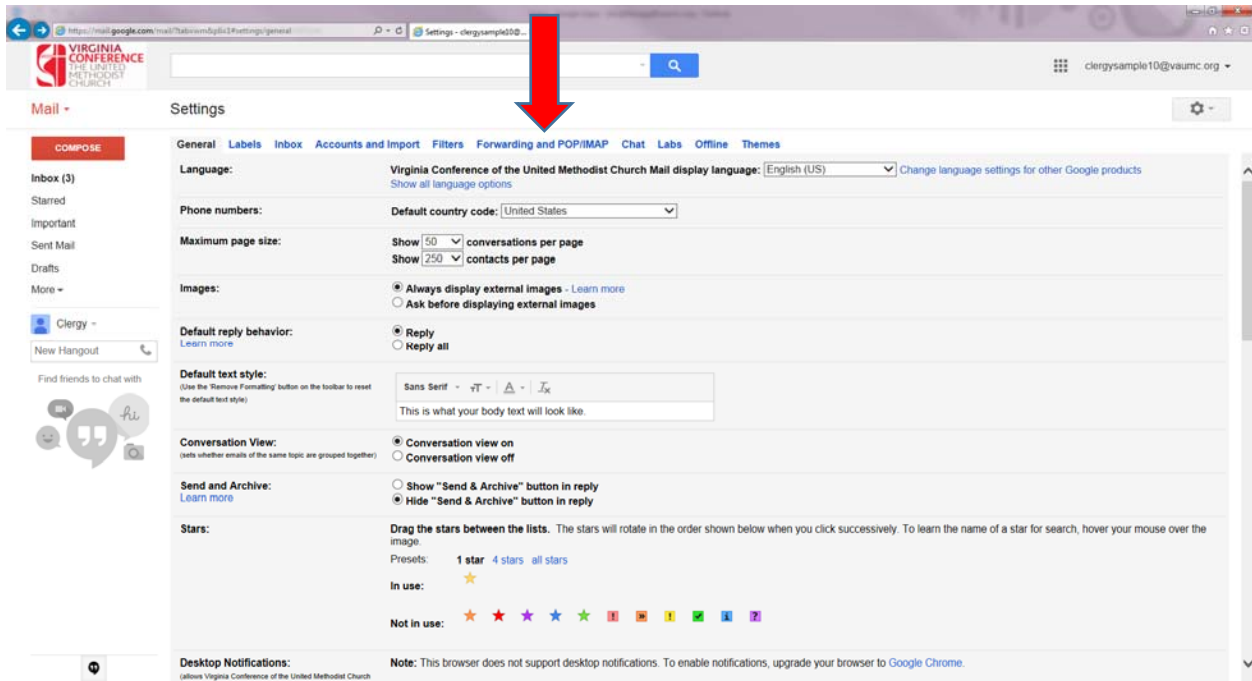 https://mail.google.com/mail/?tab=wm&pli=1#settings/general
Settings - clergysample10@...
VIRGINIA
CONFERENCE
THE UNITED
METHODIST
CHURCH
clergysample10@vaumc.org
Mail
Settings
COMPOSE
General Labels Inbox Accounts and Import Filters Forwarding and POP/IMAP Chat Labs Offline Themes
Inbox (3)
Starred
Important
Sent Mail
Drafts
More
Clergy
New Hangout
Find friends to chat with
hi
Language:
Virginia Conference of the United Methodist Church Mail display language: English (US) Change language settings for other Google products
Show all language options
Phone numbers:
Default country code: United States
Maximum page size:
Show 50 conversations per page
Show 250 contacts per page
Images:
Always display external images - Learn more
Ask before displaying external images
Default reply behavior:
Learn more
Reply
Reply all
Default text style:
(Use the 'Remove Formatting' button on the toolbar to reset
the default text style)
Sans Serif
This is what your body text will look like.
Conversation View:
(sets whether emails of the same topic are grouped together)
Conversation view on
Conversation view off
Send and Archive:
Learn more
Show "Send & Archive" button in reply
Hide "Send & Archive" button in reply
Stars:
Drag the stars between the lists. The stars will rotate in the order shown below when you click successively. To learn the name of a star for search, hover your mouse over the
image.
Presets: 1 star 4 stars all stars
In use:
Not in use:
Desktop Notifications:
(allows Virginia Conference of the United Methodist Church
Note: This browser does not support desktop notifications. To enable notifications, upgrade your browser to Google Chrome.